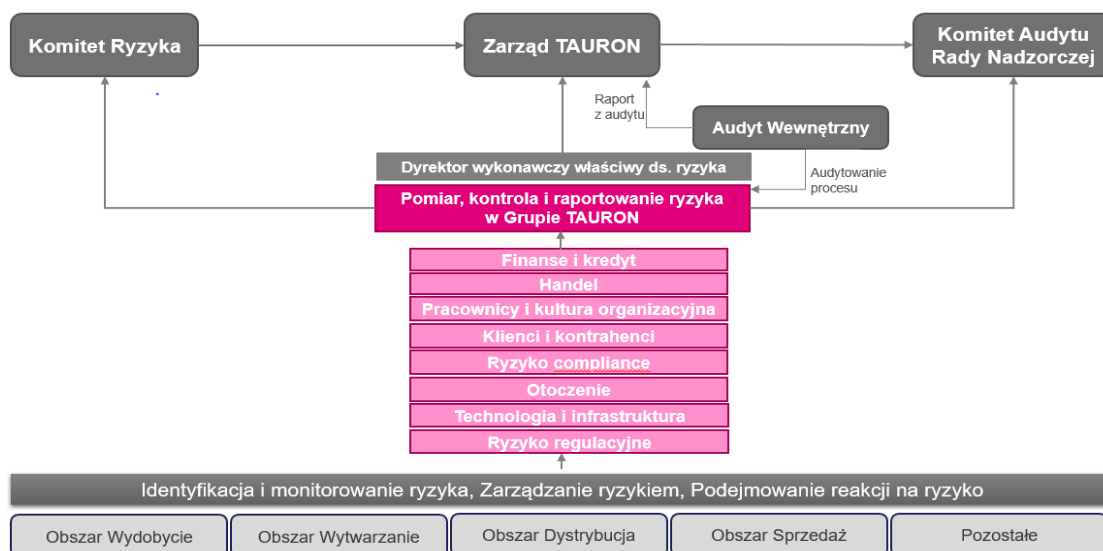 Komitet Ryzyka
Zarząd TAURON
Komitet Audytu
Rady Nadzorczej
Raport
z audytu
Audyt Wewnętrzny
Dyrektor wykonawczy właściwy ds. ryzyka
Audytowanie
procesu
Pomiar, kontrola i raportowanie ryzyka
w Grupie TAURON
Finanse i kredyt
Handel
Pracownicy i kultura organizacyjna
Klienci i kontrahenci
Ryzyko compliance
Otoczenie
Technologia i infrastruktura
Ryzyko regulacyjne
Identyfikacja i monitorowanie ryzyka, Zarządzanie ryzykiem, Podejmowanie reakcji na ryzyko
Obszar Wydobycie
Obszar Wytwarzanie
Obszar Dystrybucja
Obszar Sprzedaż
Pozostałe